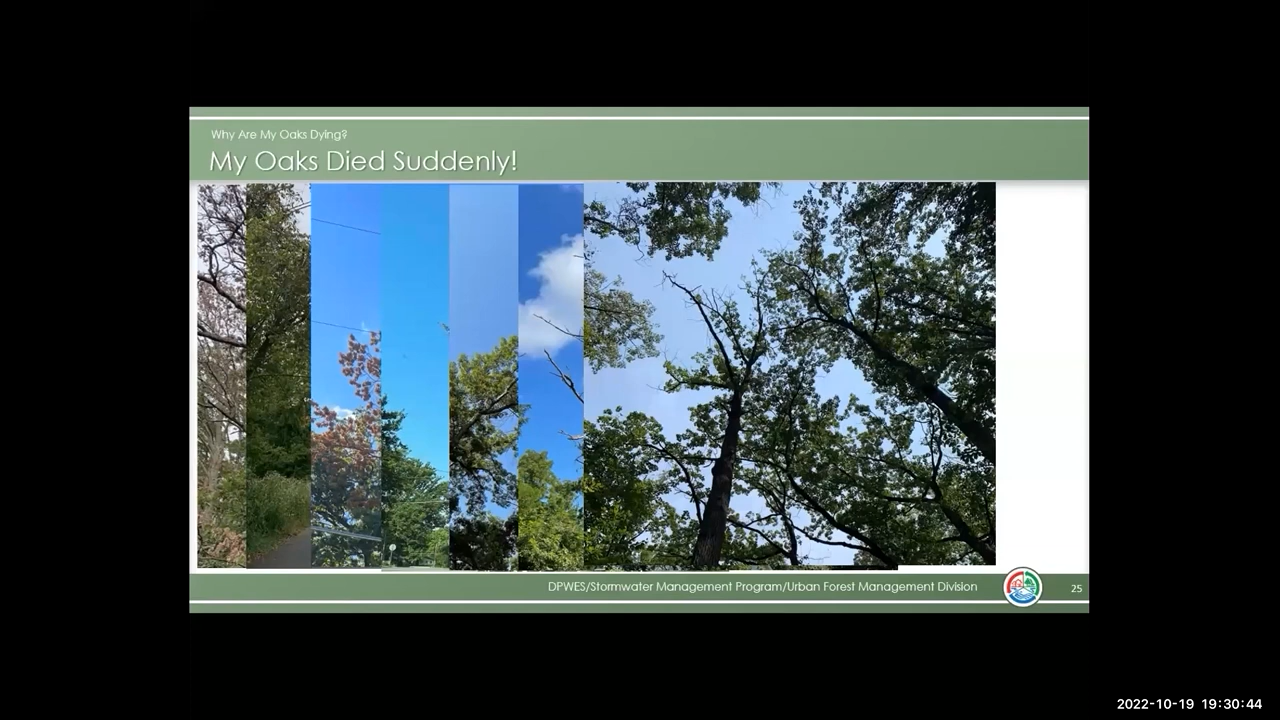 Why Are My Oaks Dying?
My Oaks Died Suddenly!
DPWES/Stormwater Management Program/Urban Forest Management Division
25
2022-10-19 19:30:44